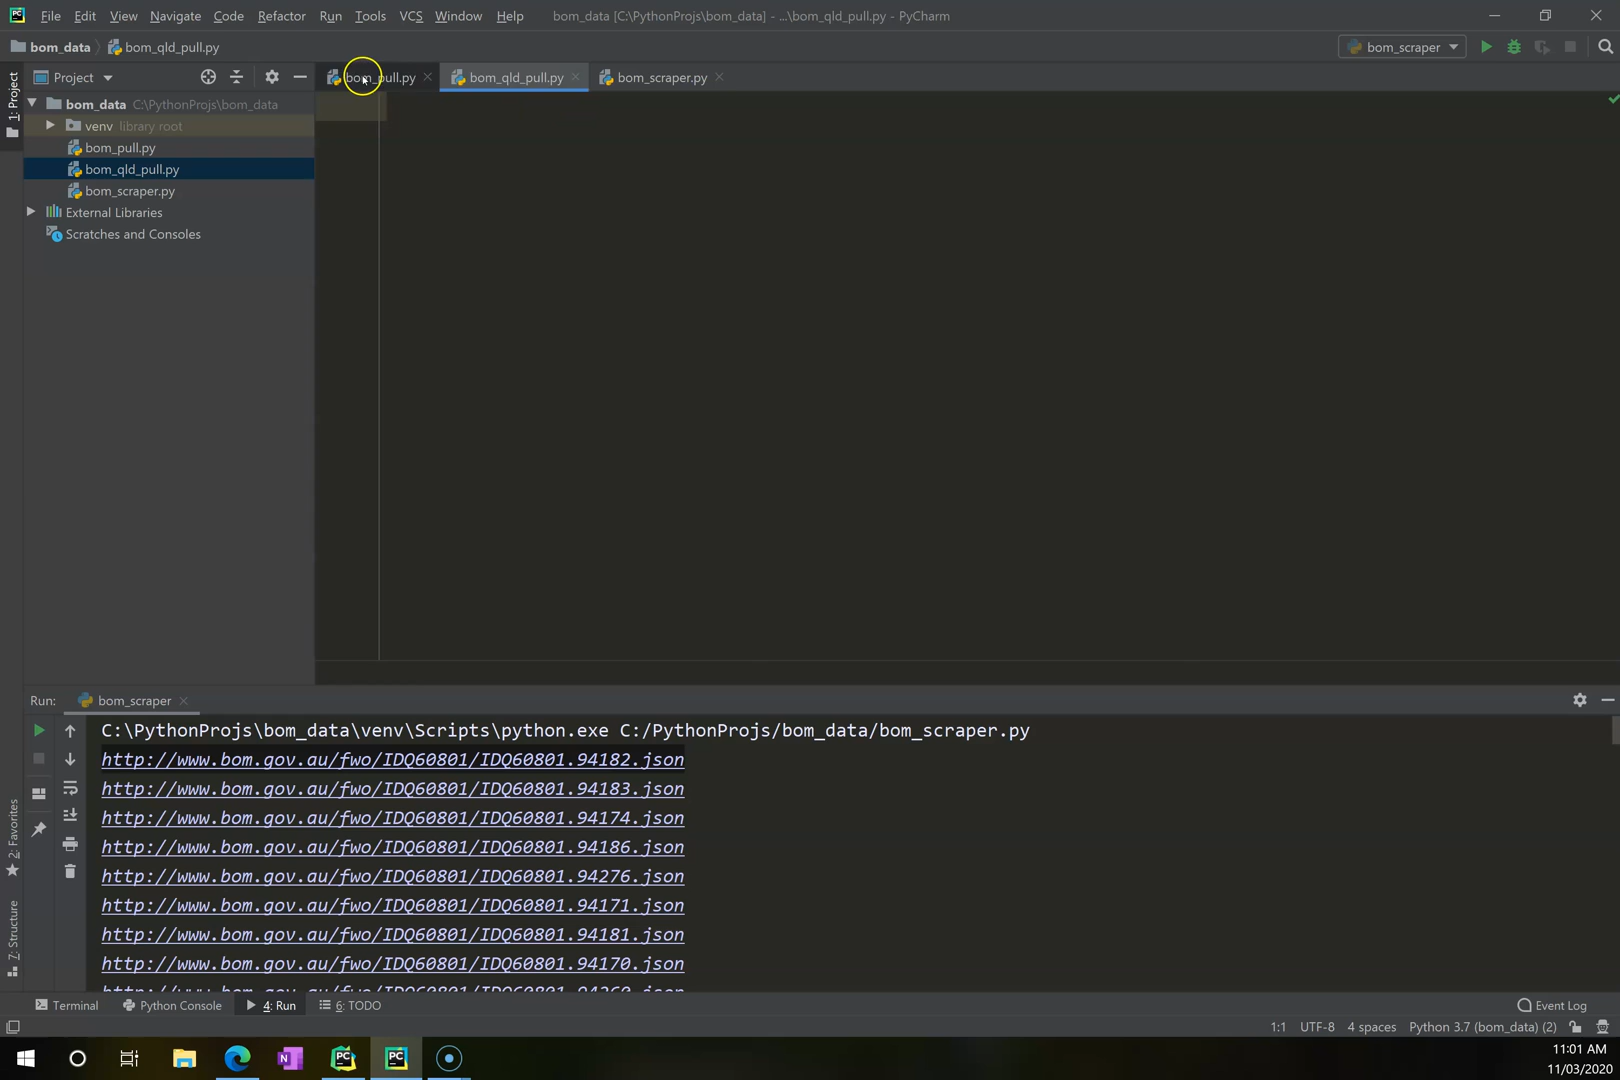 PC File Edit View Navigate Code Refactor Run Tools VCS Window Help bom_data [C:\PythonProjs\bom_data] - ...\bom_qld_pull.py - PyCharm
bom_data bom_qld_pull.py bom_scraper
Project bom_pull.py bom_qld_pull.py bom_scraper.py
1: Project
bom_data C:\PythonProjs\bom_data
venv library root
bom_pull.py
bom_qld_pull.py
bom_scraper.py
External Libraries
Scratches and Consoles
Run: bom_scraper
C:\PythonProjs\bom_data\venv\Scripts\python.exe C:/PythonProjs/bom_data/bom_scraper.py
http://www.bom.gov.au/fwo/IDQ60801/IDQ60801.94182.json
http://www.bom.gov.au/fwo/IDQ60801/IDQ60801.94183.json
http://www.bom.gov.au/fwo/IDQ60801/IDQ60801.94174.json
http://www.bom.gov.au/fwo/IDQ60801/IDQ60801.94186.json
http://www.bom.gov.au/fwo/IDQ60801/IDQ60801.94276.json
http://www.bom.gov.au/fwo/IDQ60801/IDQ60801.94171.json
http://www.bom.gov.au/fwo/IDQ60801/IDQ60801.94181.json
http://www.bom.gov.au/fwo/IDQ60801/IDQ60801.94170.json
2: Favorites
7: Structure
Terminal Python Console 4: Run 6: TODO Event Log
1:1 UTF-8 4 spaces Python 3.7 (bom_data) (2)
N PC PC
11:01 AM
11/03/2020